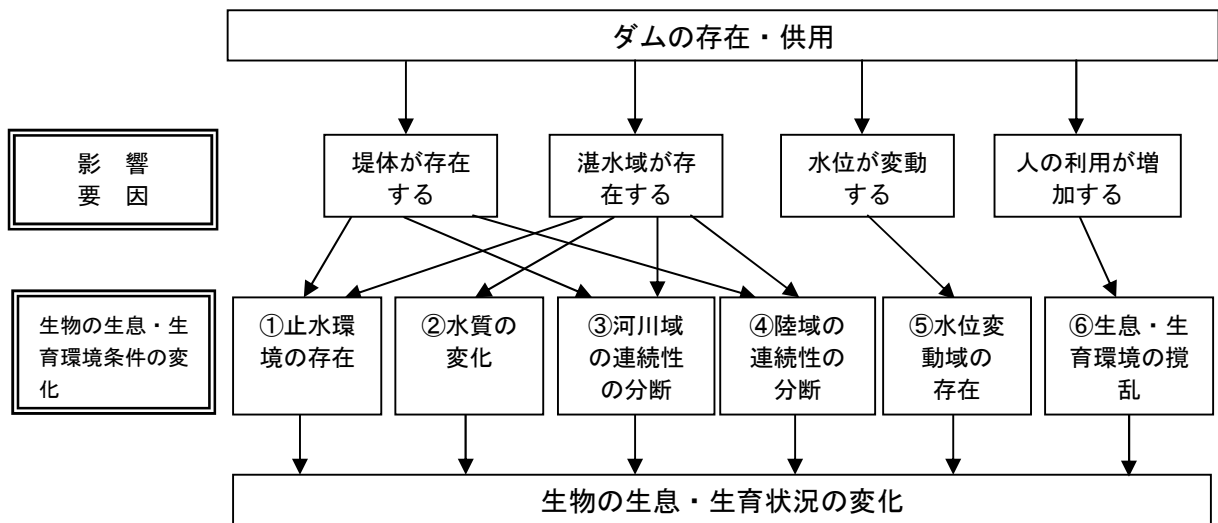 ダムの存在・供用
影　響
要　因
堤体が存在
する
湛水域が存
在する
水位が変動
する
人の利用が増
加する
生物の生息・生
育環境条件の変
化
①止水環
境の存在
②水質の
変化
③河川域
の連続性
の分断
④陸域の
連続性の
分断
⑤水位変
動域の
存在
⑥生息・生
育環境の撹
乱
生物の生息・生育状況の変化